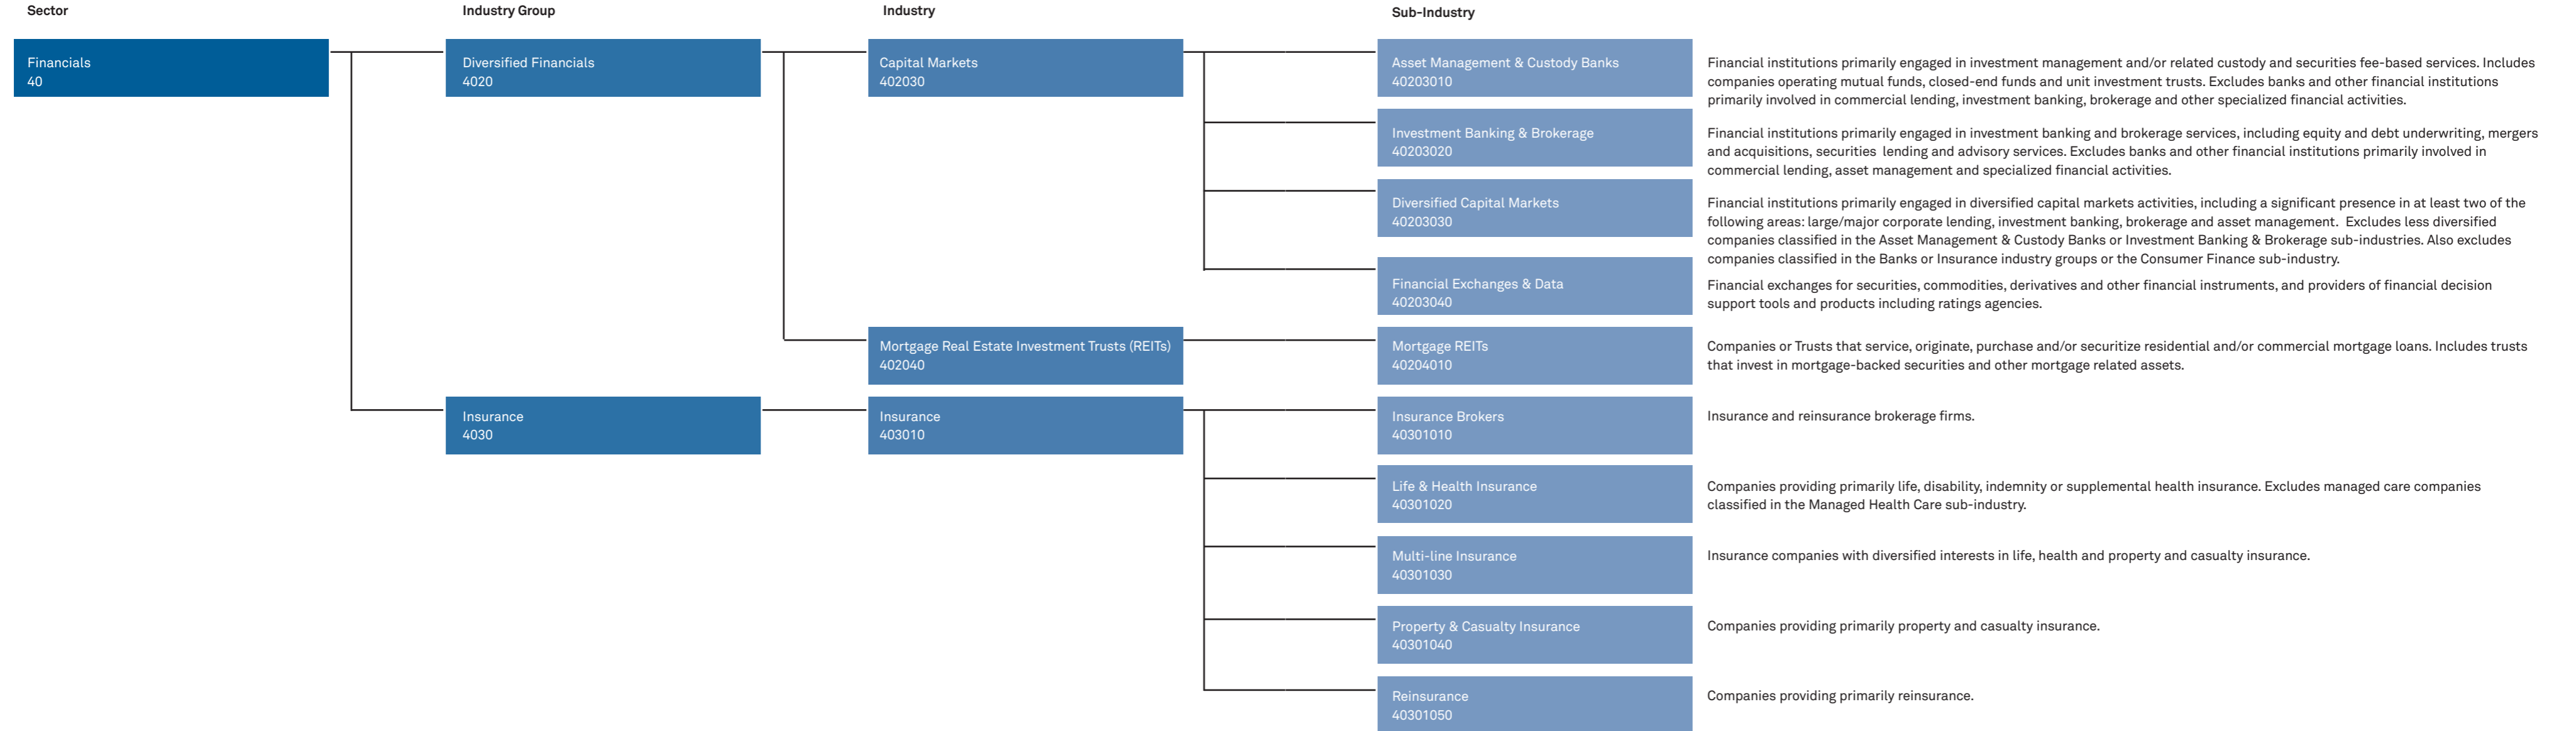 Sector
Industry Group
Industry
Sub-Industry
Financials
40
Diversified Financials
4020
Capital Markets
402030
Asset Management & Custody Banks
40203010
Financial institutions primarily engaged in investment management and/or related custody and securities fee-based services. Includes
companies operating mutual funds, closed-end funds and unit investment trusts. Excludes banks and other financial institutions
primarily involved in commercial lending, investment banking, brokerage and other specialized financial activities.
Investment Banking & Brokerage
40203020
Financial institutions primarily engaged in investment banking and brokerage services, including equity and debt underwriting, mergers
and acquisitions, securities lending and advisory services. Excludes banks and other financial institutions primarily involved in
commercial lending, asset management and specialized financial activities.
Diversified Capital Markets
40203030
Financial institutions primarily engaged in diversified capital markets activities, including a significant presence in at least two of the
following areas: large/major corporate lending, investment banking, brokerage and asset management. Excludes less diversified
companies classified in the Asset Management & Custody Banks or Investment Banking & Brokerage sub-industries. Also excludes
companies classified in the Banks or Insurance industry groups or the Consumer Finance sub-industry.
Financial Exchanges & Data
40203040
Financial exchanges for securities, commodities, derivatives and other financial instruments, and providers of financial decision
support tools and products including ratings agencies.
Mortgage Real Estate Investment Trusts (REITs)
402040
Mortgage REITs
40204010
Companies or Trusts that service, originate, purchase and/or securitize residential and/or commercial mortgage loans. Includes trusts
that invest in mortgage-backed securities and other mortgage related assets.
Insurance
4030
Insurance
403010
Insurance Brokers
40301010
Insurance and reinsurance brokerage firms.
Life & Health Insurance
40301020
Companies providing primarily life, disability, indemnity or supplemental health insurance. Excludes managed care companies
classified in the Managed Health Care sub-industry.
Multi-line Insurance
40301030
Insurance companies with diversified interests in life, health and property and casualty insurance.
Property & Casualty Insurance
40301040
Companies providing primarily property and casualty insurance.
Reinsurance
40301050
Companies providing primarily reinsurance.